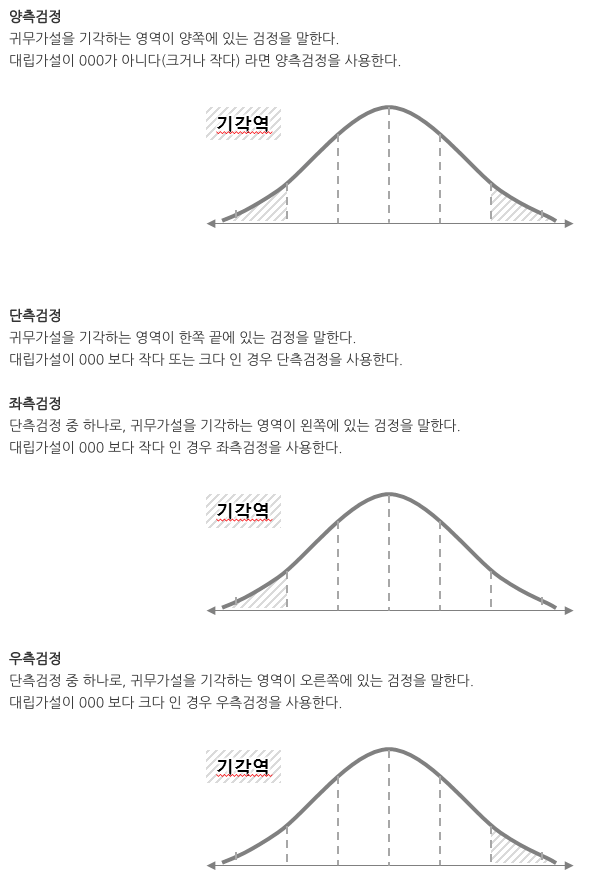 양측검정
귀무가설을 기각하는 영역이 양쪽에 있는 검정을 말한다.
대립가설이 000가 아니다(크거나 작다) 라면 양측검정을 사용한다.
기각역
단측검정
귀무가설을 기각하는 영역이 한쪽 끝에 있는 검정을 말한다.
대립가설이 000 보다 작다 또는 크다 인 경우 단측검정을 사용한다.
좌측검정
단측검정 중 하나로, 귀무가설을 기각하는 영역이 왼쪽에 있는 검정을 말한다.
대립가설이 000 보다 작다 인 경우 좌측검정을 사용한다.
기각역
우측검정
단측검정 중 하나로, 귀무가설을 기각하는 영역이 오른쪽에 있는 검정을 말한다.
대립가설이 000 보다 크다 인 경우 우측검정을 사용한다.
기각역